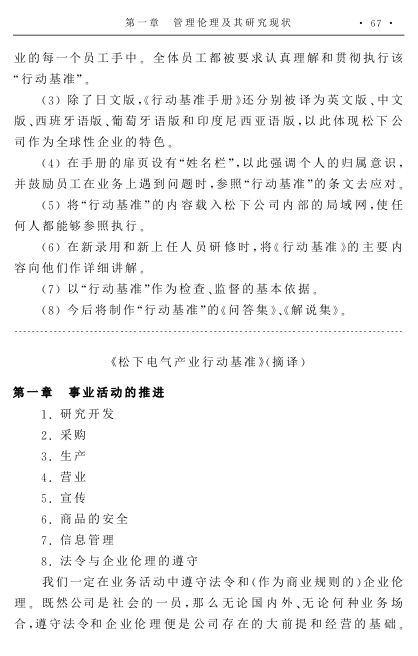 第一章　管理伦理及其研究现状　·67·
业的每一个员工手中。全体员工都被要求认真理解和贯彻执行该
“行动基准”。
（3）除了日文版，《行动基准手册》还分别被译为英文版、中文
版、西班牙语版、葡萄牙语版和印度尼西亚语版，以此体现松下公
司作为全球性企业的特色。
（4）在手册的扉页设有“姓名栏”，以此强调个人的归属意识，
并鼓励员工在业务上遇到问题时，参照“行动基准”的条文去应对。
（5）将“行动基准”的内容载入松下公司内部的局域网，使任
何人都能够参照执行。
（6）在新录用和新上任人员研修时，将《行动基准》的主要内
容向他们作详细讲解。
（7）以“行动基准”作为检查、监督的基本依据。
（8）今后将制作“行动基准”的《问答集》、《解说集》。
《松下电气产业行动基准》（摘译）
第一章　事业活动的推进
1．研究开发
2．采购
3．生产
4．营业
5．宣传
6．商品的安全
7．信息管理
8．法令与企业伦理的遵守
我们一定在业务活动中遵守法令和（作为商业规则的）企业伦
理。既然公司是社会的一员，那么无论国内外、无论何种业务场
合，遵守法令和企业伦理便是公司存在的大前提和经营的基础。